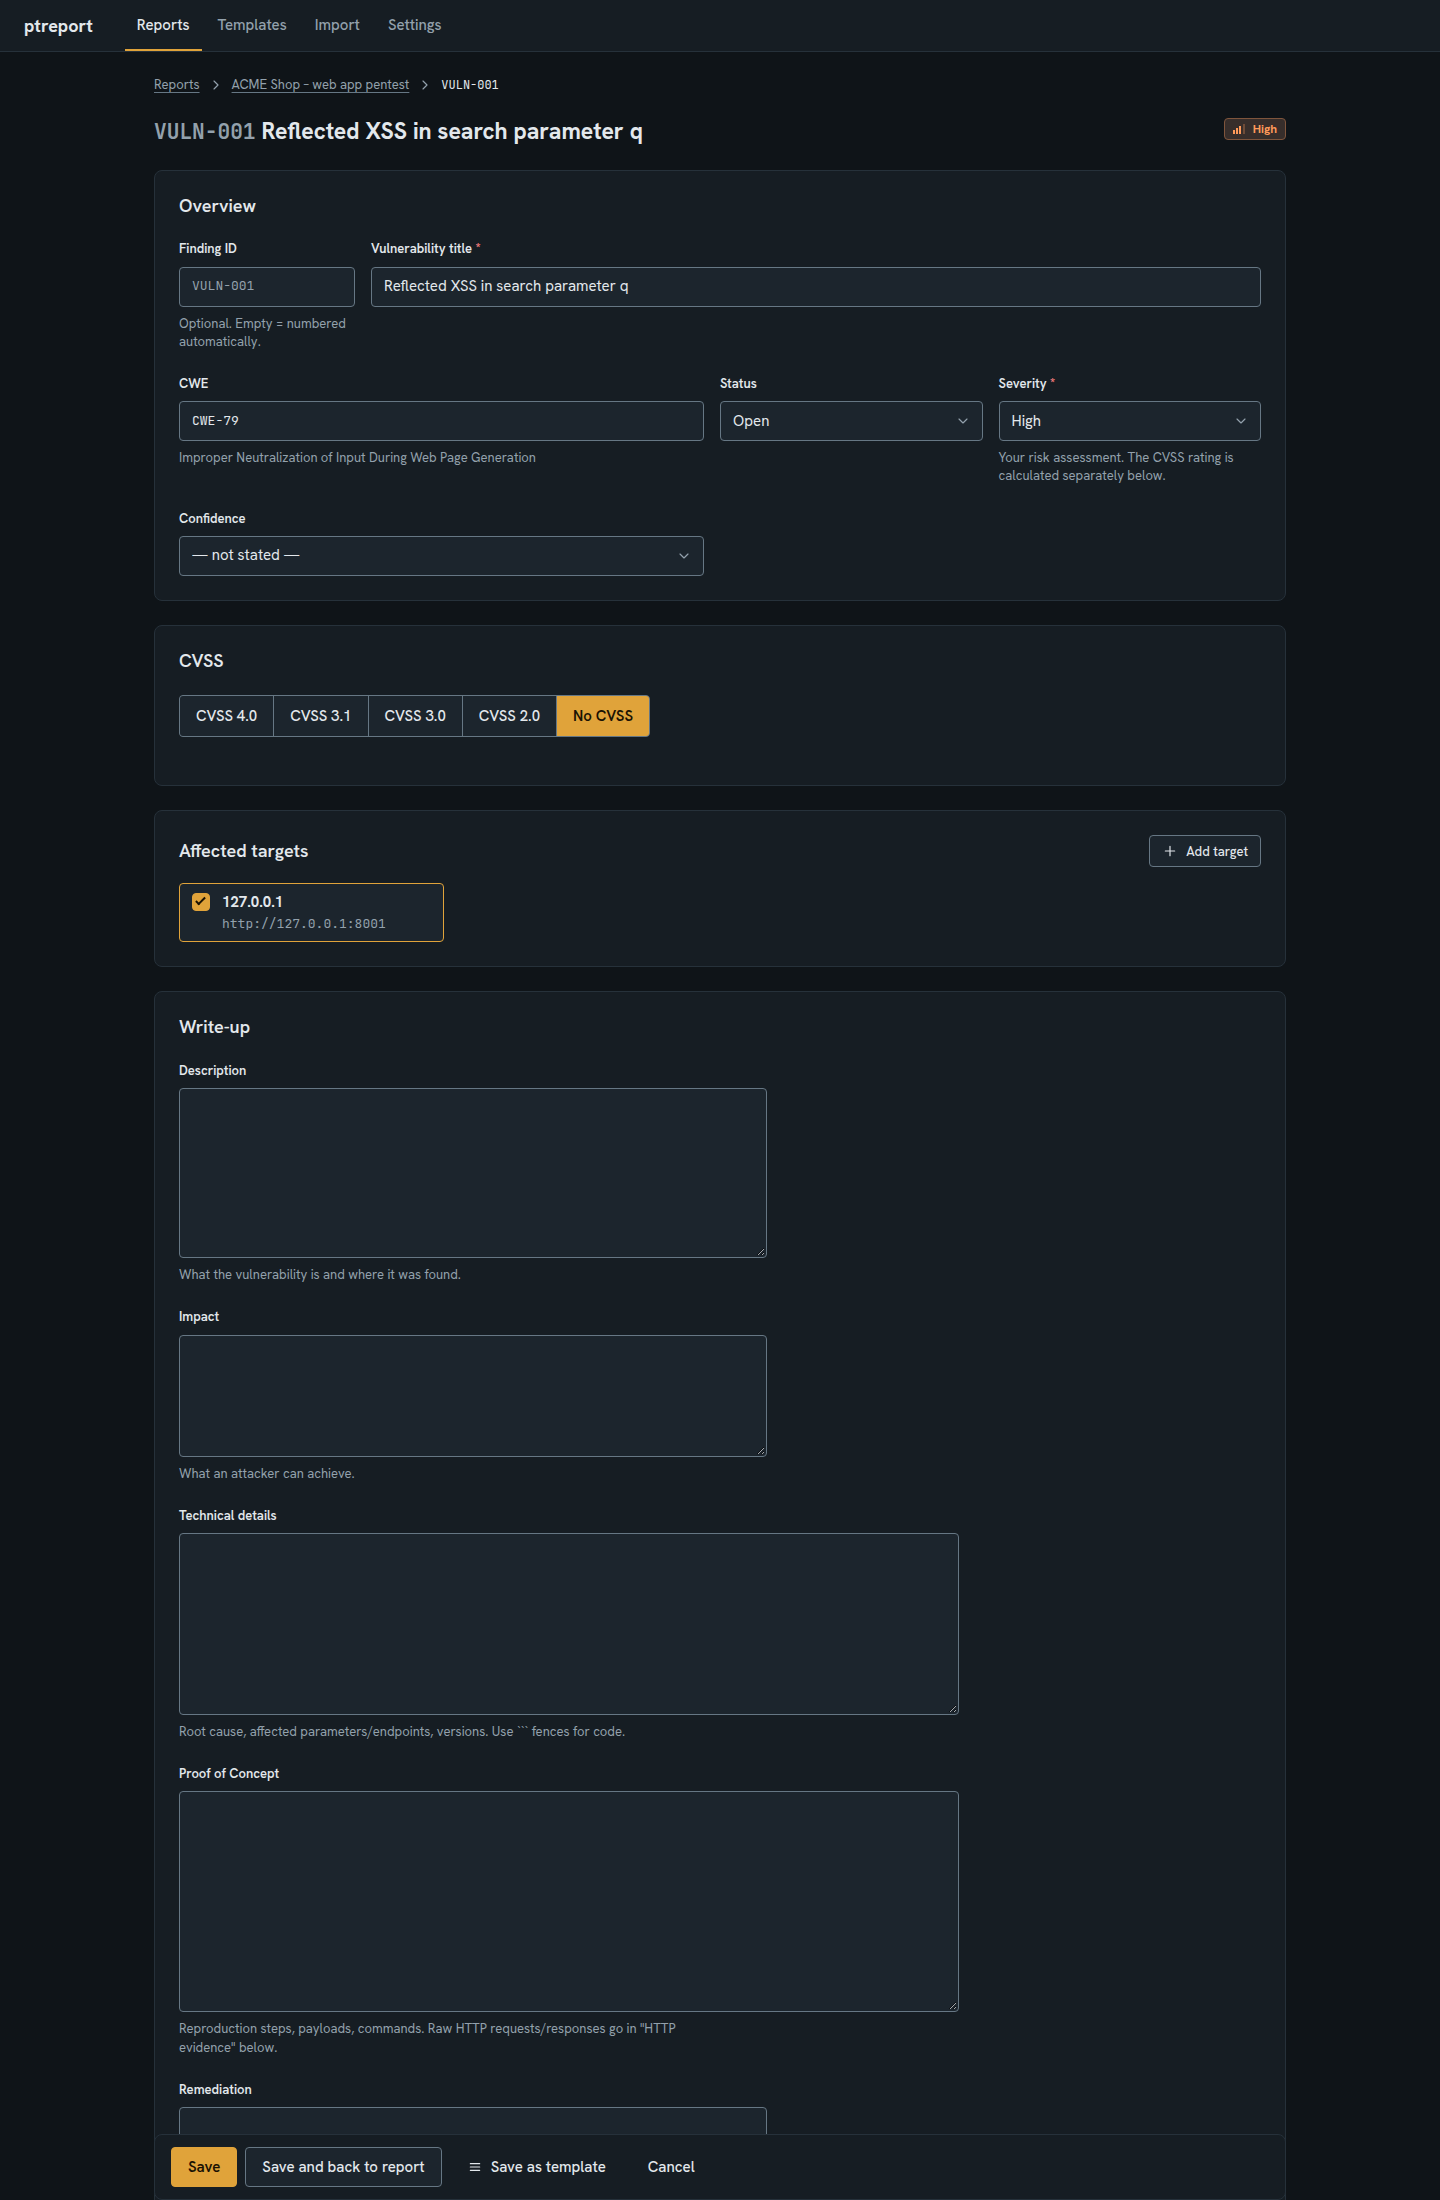 ptreport
Reports
Templates
Import
Settings
Reports > ACME Shop – web app pentest > VULN-001
VULN-001 Reflected XSS in search parameter q
High
Overview
Finding ID
Vulnerability title *
VULN-001
Reflected XSS in search parameter q
Optional. Empty = numbered
automatically.
CWE
Status
Severity *
CWE-79
Open
High
Improper Neutralization of Input During Web Page Generation
Your risk assessment. The CVSS rating is
calculated separately below.
Confidence
— not stated —
CVSS
CVSS 4.0
CVSS 3.1
CVSS 3.0
CVSS 2.0
No CVSS
Affected targets
Add target
127.0.0.1
http://127.0.0.1:8001
Write-up
Description
What the vulnerability is and where it was found.
Impact
What an attacker can achieve.
Technical details
Root cause, affected parameters/endpoints, versions. Use ``` fences for code.
Proof of Concept
Reproduction steps, payloads, commands. Raw HTTP requests/responses go in "HTTP
evidence" below.
Remediation
Save
Save and back to report
Save as template
Cancel